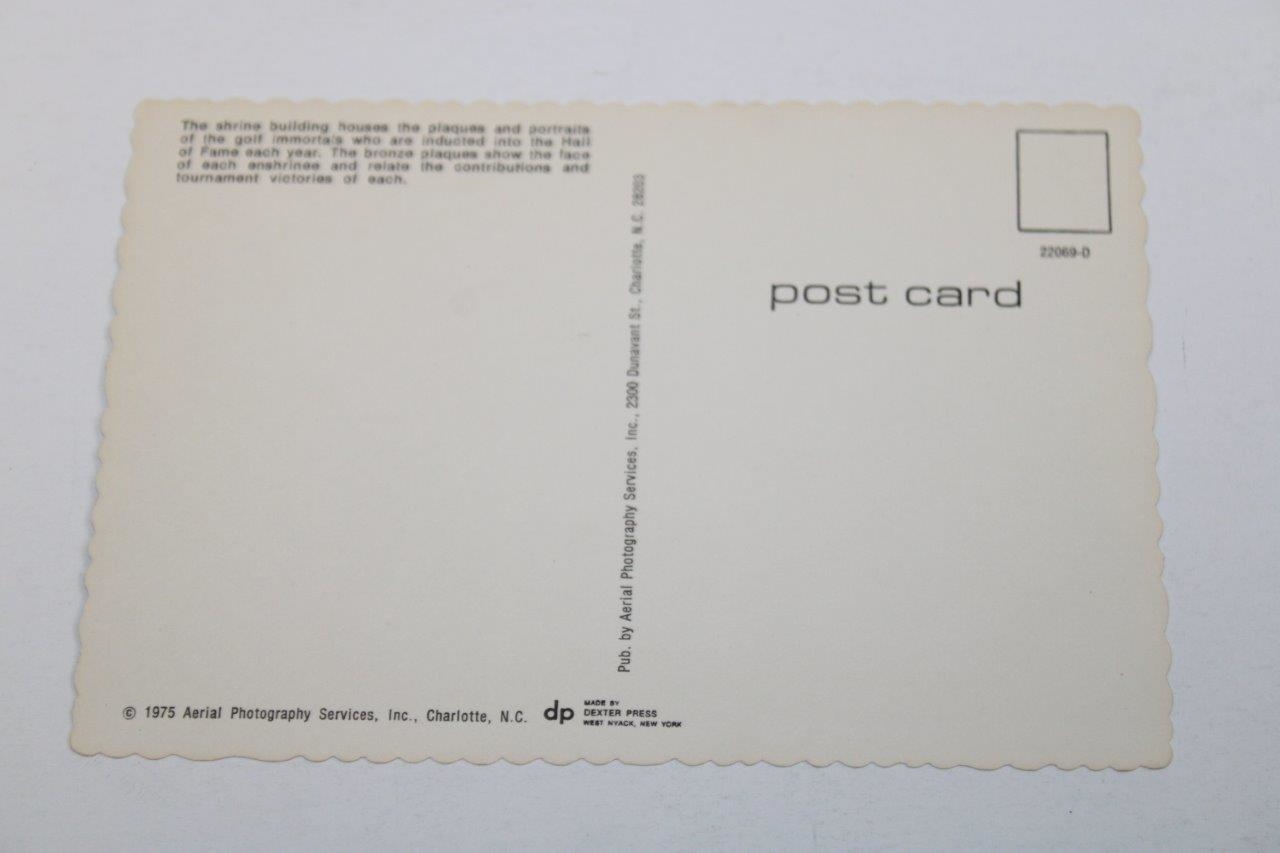 The shrine building houses the plaques and portraits
of the golf immortals who are inducted into the Hall
of Fame each year. The bronze plaques show the face
of each enshrinee and relate the contributions and
tournament victories of each.
22069-D
post card
Pub. by Aerial Photography Services, Inc., 2300 Dunavant St., Charlotte, N.C. 28203
© 1975 Aerial Photography Services, Inc., Charlotte, N.C.
dp
MADE BY
DEXTER PRESS
WEST NYACK, NEW YORK